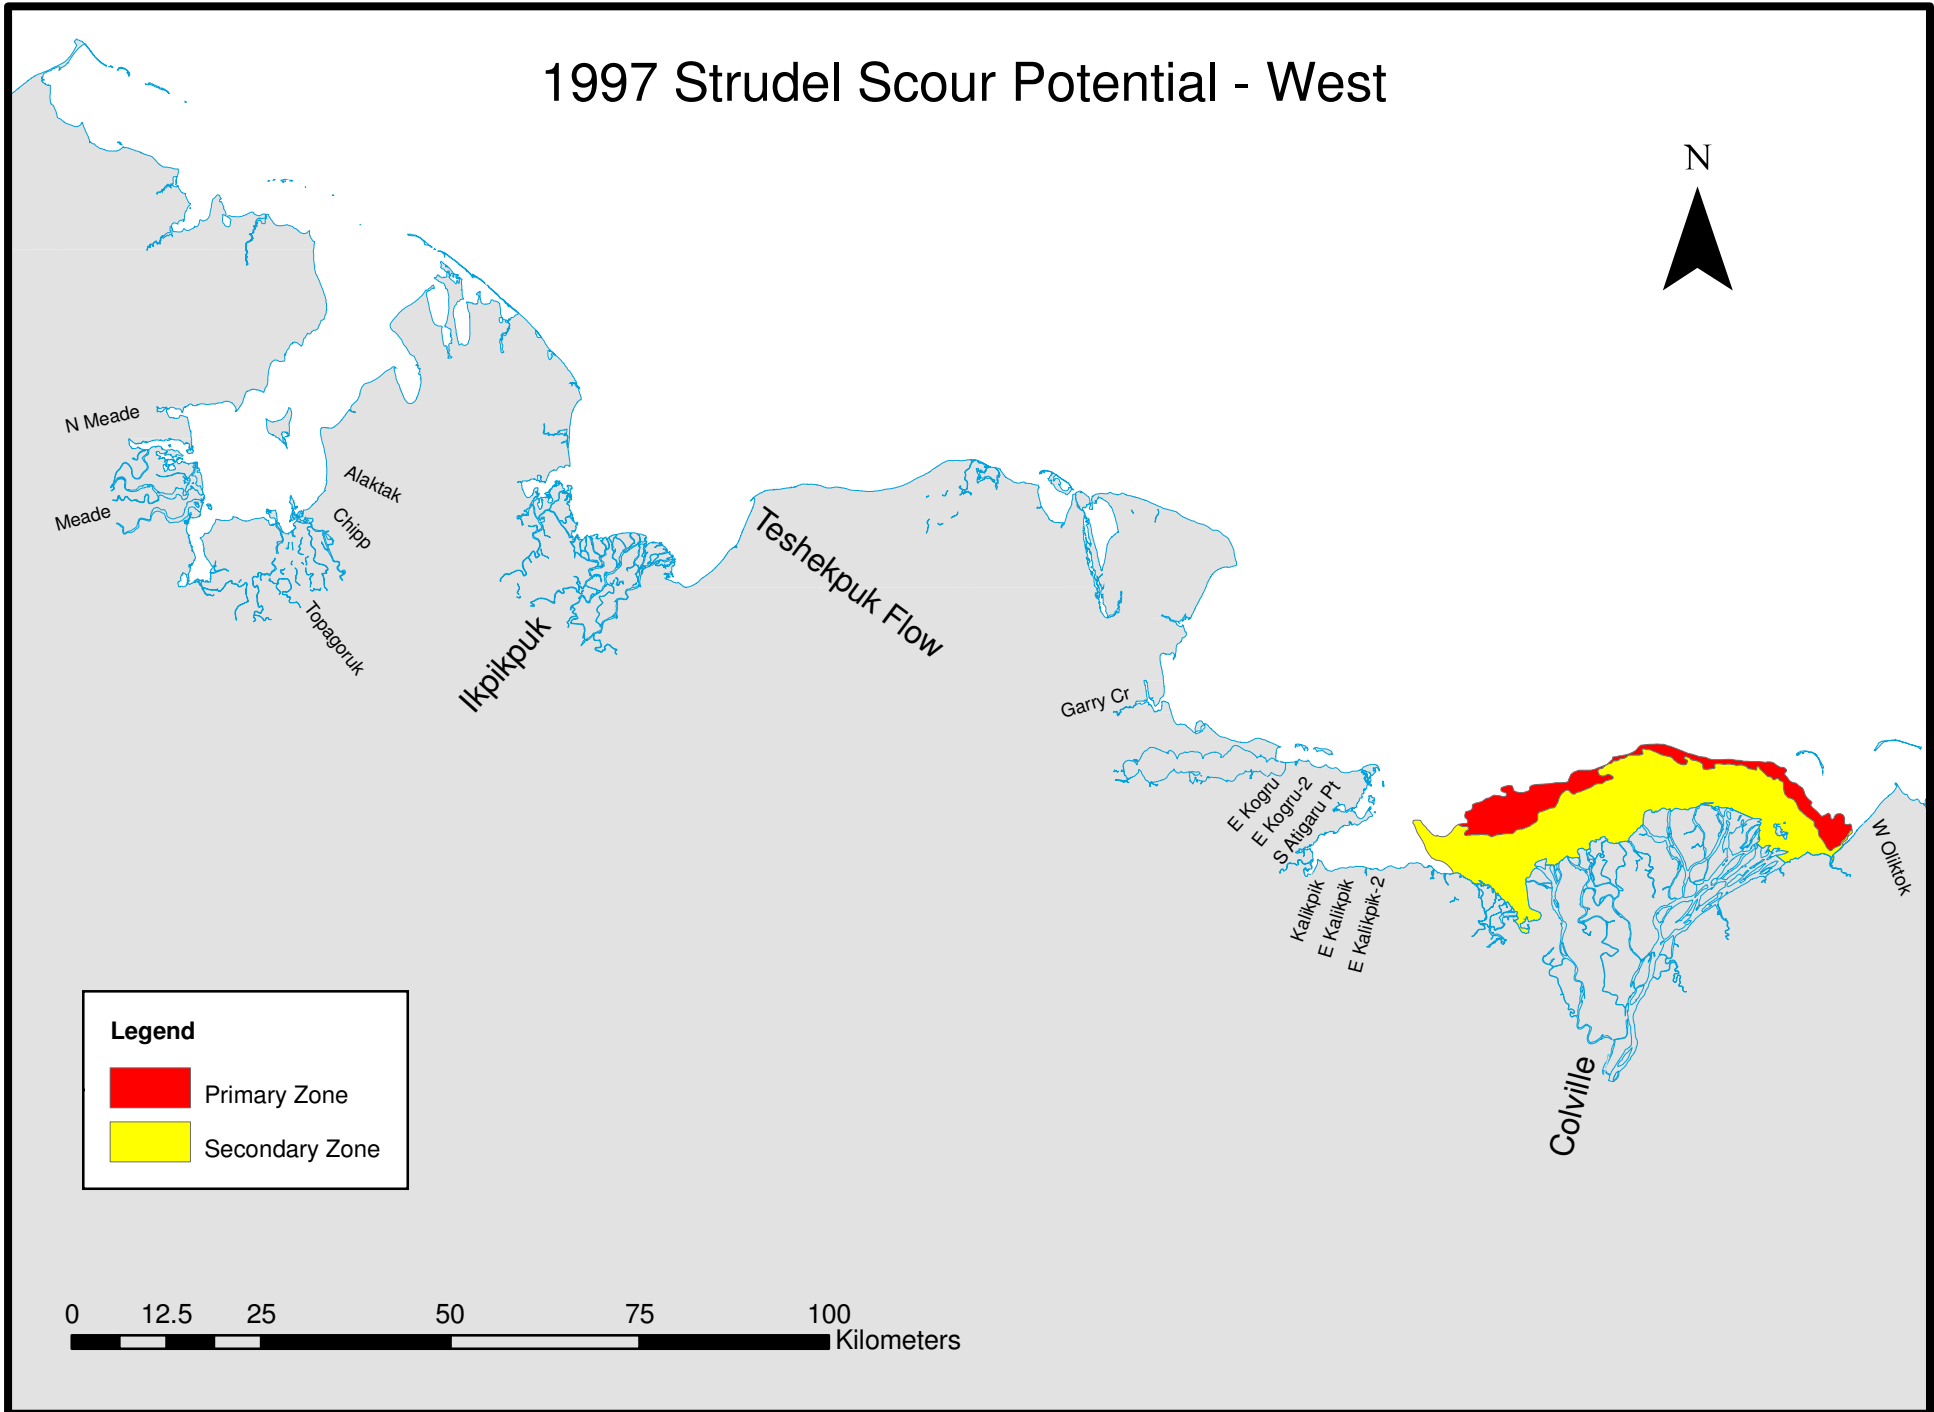 1997 Strudel Scour Potential - West
N
N Meade
Meade
Alaktak
Chipp
Topagoruk
Ikpikpuk
Teshekpuk Flow
Garry Cr
E Kogru
E Kogru-2
S Atigaru Pt
Kalikpik
E Kalikpik
E Kalikpik-2
W Oliktok
Colville
Legend
Primary Zone
Secondary Zone
0 12.5 25 50 75 100
Kilometers